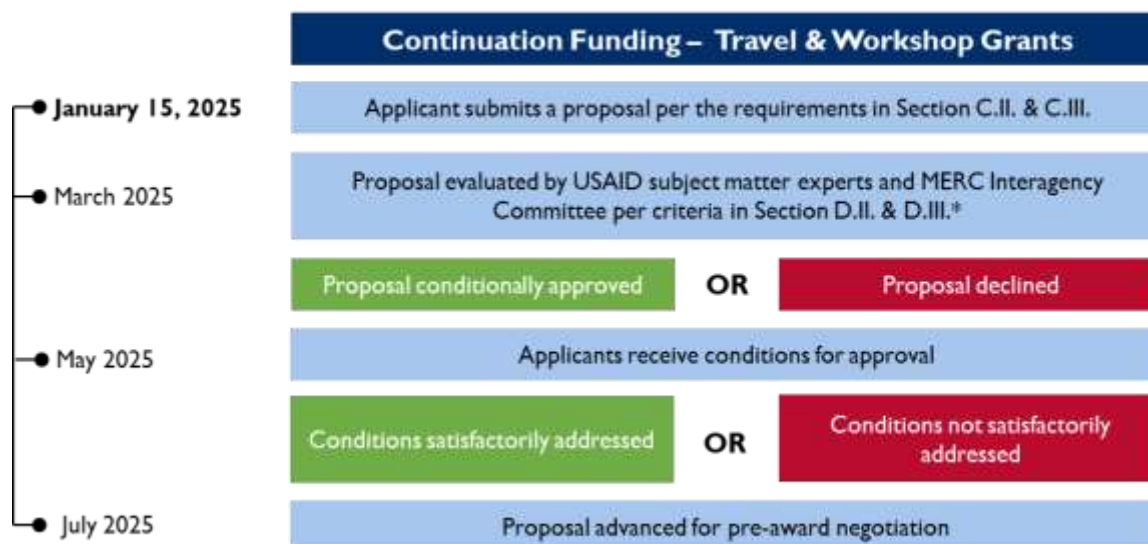 Continuation Funding – Travel & Workshop Grants
January 15, 2025
Applicant submits a proposal per the requirements in Section C.II. & C.III.
March 2025
Proposal evaluated by USAID subject matter experts and MERC Interagency
Committee per criteria in Section D.II. & D.III.*
Proposal conditionally approved
OR
Proposal declined
May 2025
Applicants receive conditions for approval
Conditions satisfactorily addressed
OR
Conditions not satisfactorily
addressed
July 2025
Proposal advanced for pre-award negotiation